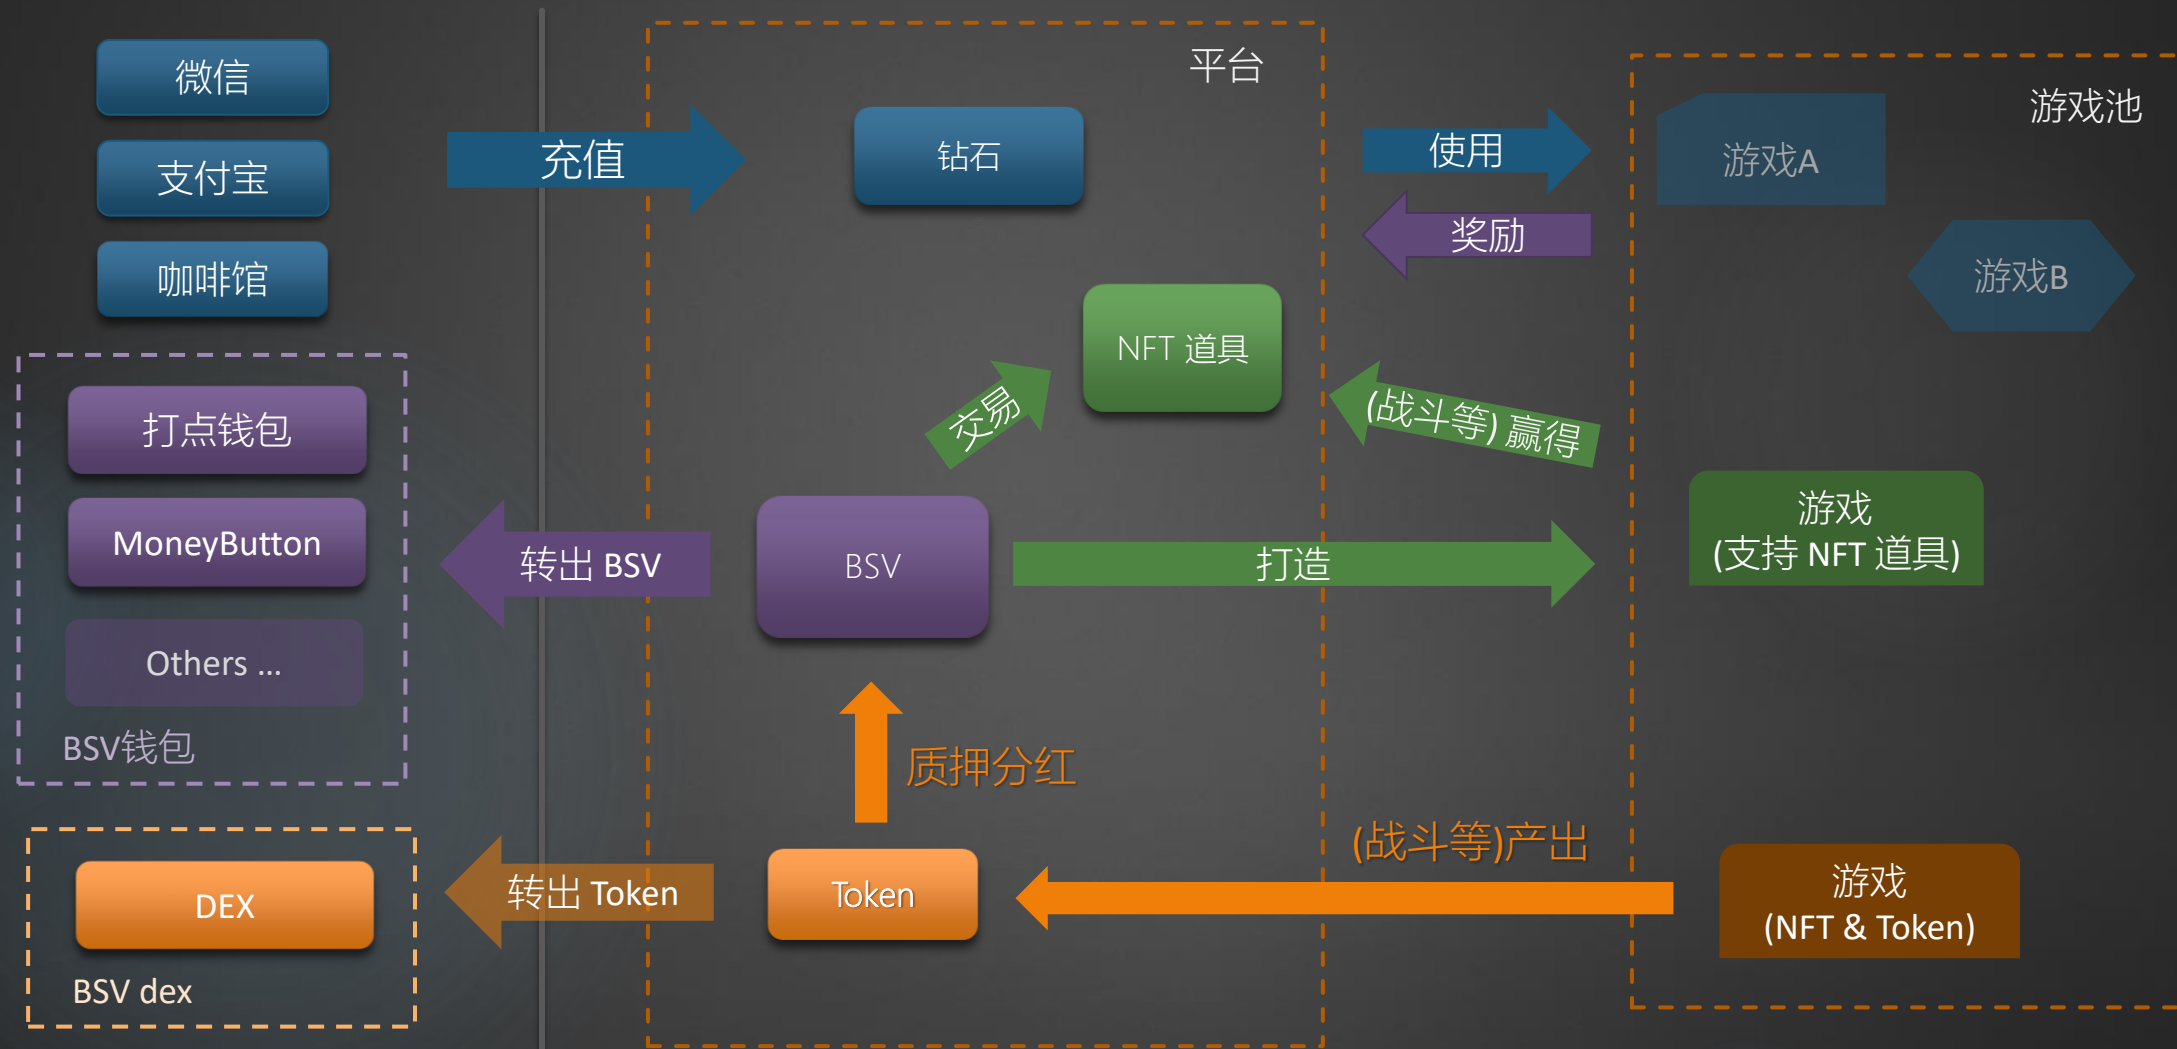 微信
支付宝
咖啡馆
打点钱包
MoneyButton
Others ...
BSV钱包
DEX
BSV dex
充值
转出 BSV
转出 Token
平台
钻石
NFT 道具
交易
BSV
质押分红
Token
使用
奖励
(战斗等) 赢得
打造
(战斗等)产出
游戏池
游戏A
游戏B
游戏
(支持 NFT 道具)
游戏
(NFT & Token)